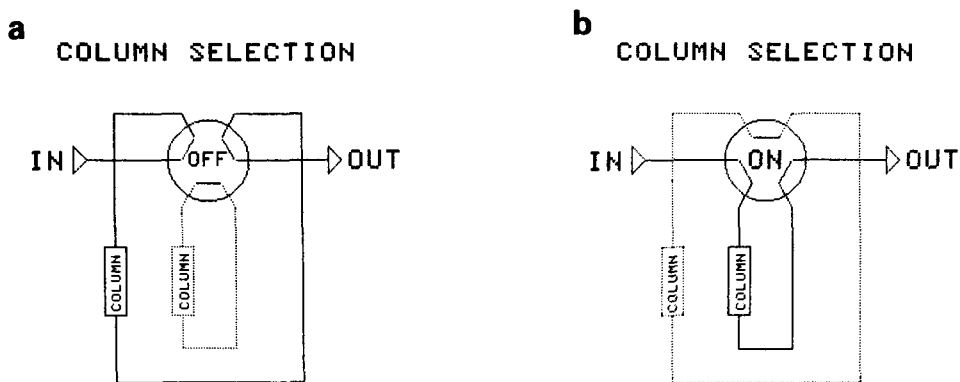 a
COLUMN SELECTION
IN
OFF
OUT
COLUMN
COLUMN
b
COLUMN SELECTION
IN
ON
OUT
COLUMN
COLUMN